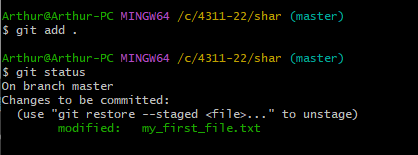 Arthur@Arthur-PC MINGW64 /c/4311-22/shar (master)
$ git add .
Arthur@Arthur-PC MINGW64 /c/4311-22/shar (master)
$ git status
On branch master
Changes to be committed:
  (use "git restore --staged <file>..." to unstage)
        modified:   my_first_file.txt